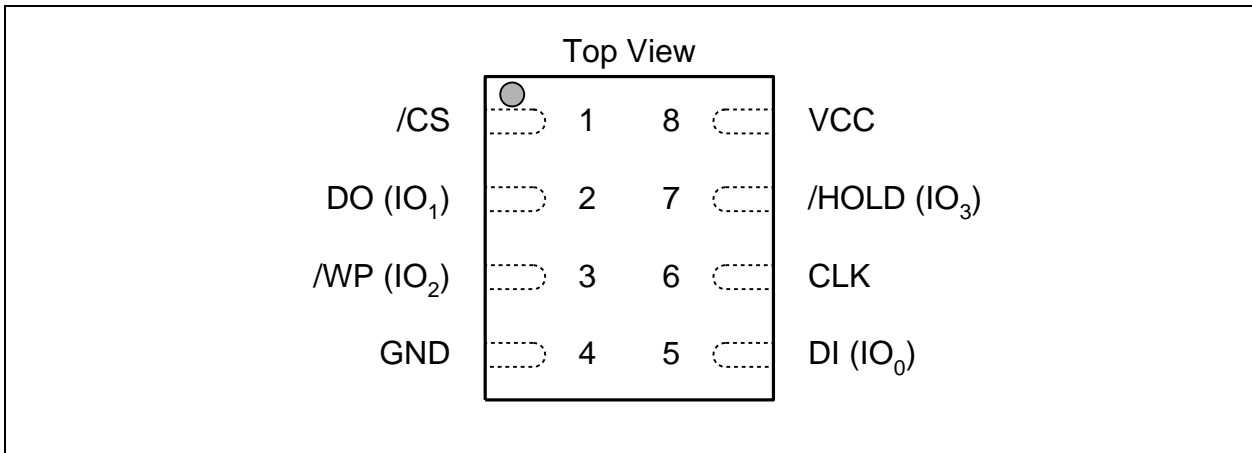 Top View
/CS 1 8 VCC
DO (IO1) 2 7 /HOLD (IO3)
/WP (IO2) 3 6 CLK
GND 4 5 DI (IO0)